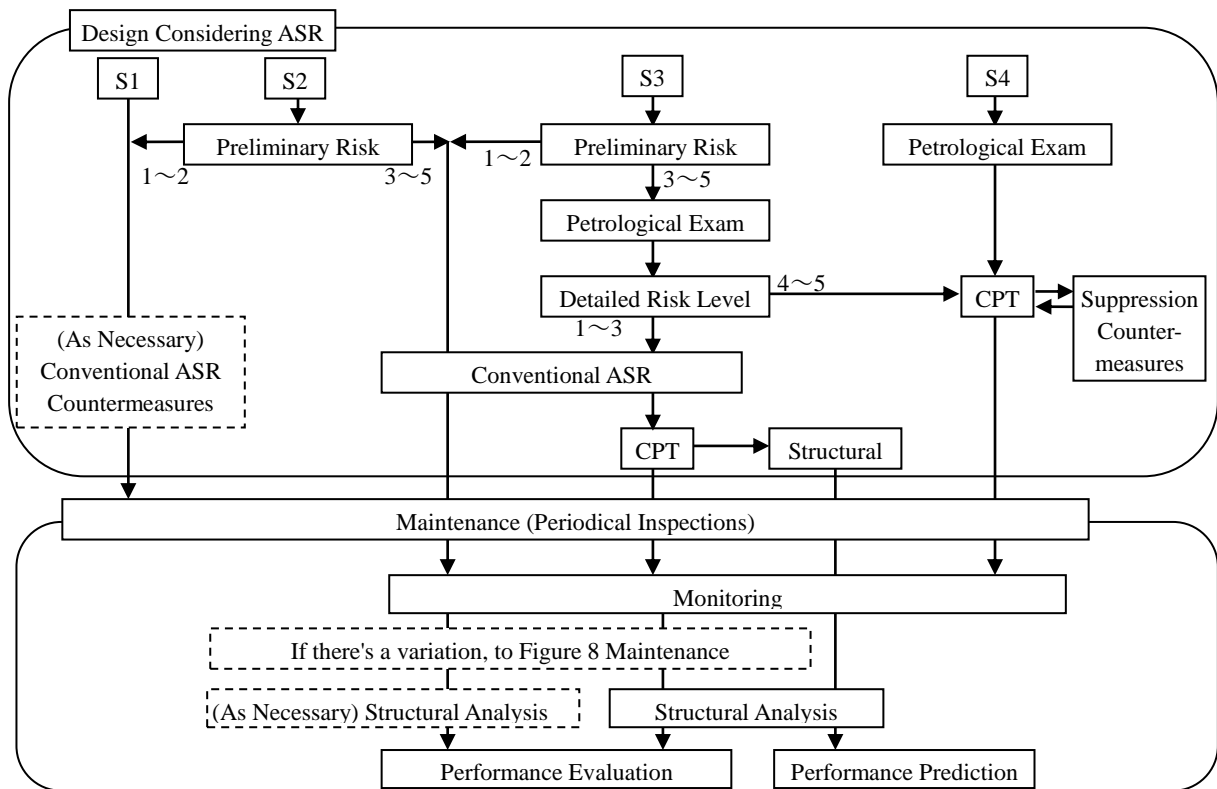 Design Considering ASR
S1
S2
S3
S4
Preliminary Risk
Preliminary Risk
Petrological Exam
1～2
3～5
1～2
3～5
Petrological Exam
Detailed Risk Level
4～5
CPT
Suppression
Counter-
measures
1～3
(As Necessary)
Conventional ASR
Countermeasures
Conventional ASR
CPT
Structural
Maintenance (Periodical Inspections)
Monitoring
If there's a variation, to Figure 8 Maintenance
(As Necessary) Structural Analysis
Structural Analysis
Performance Evaluation
Performance Prediction